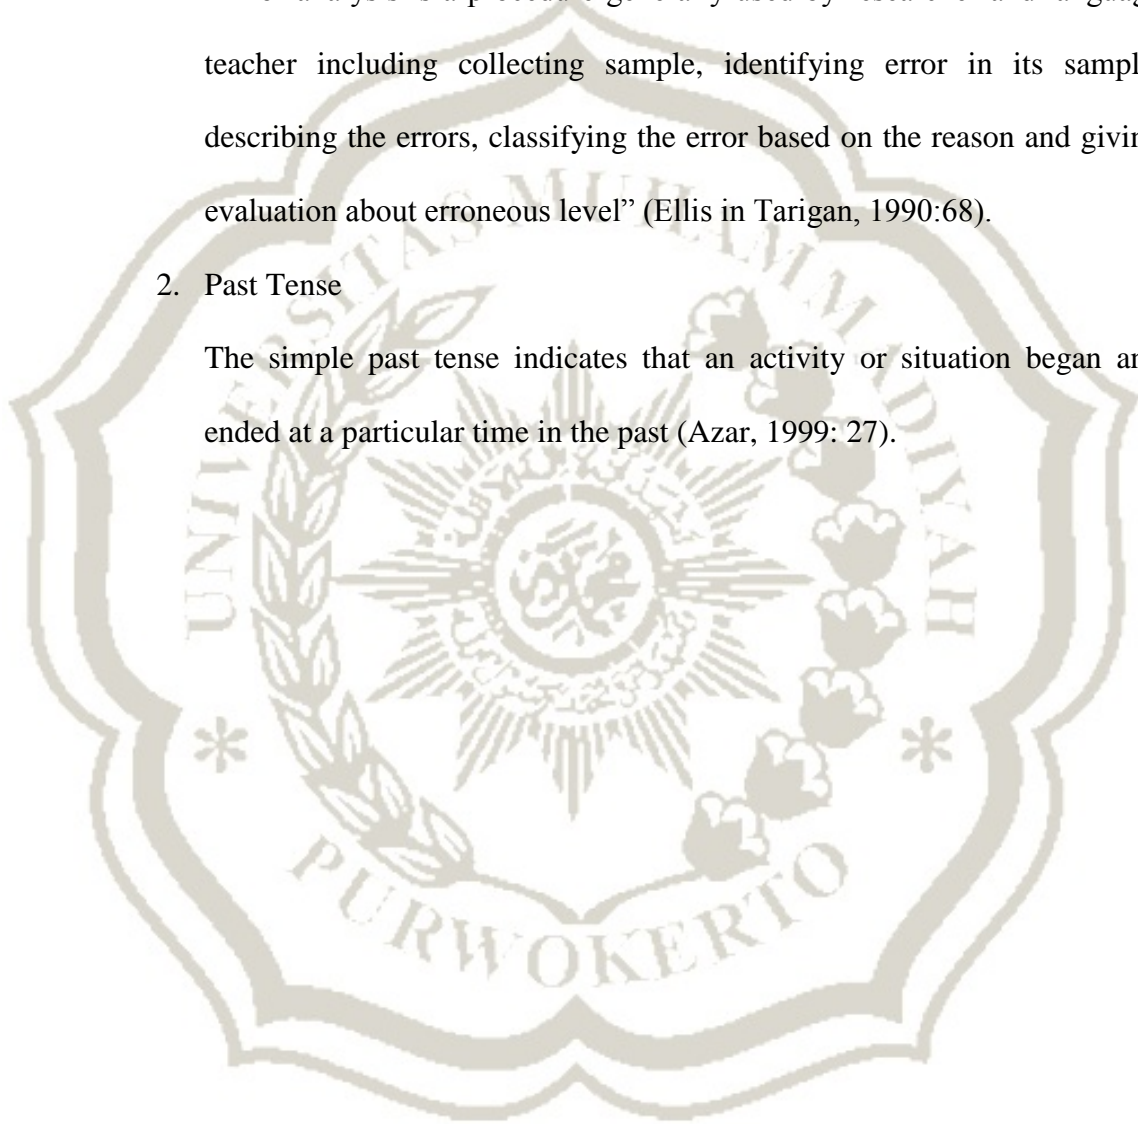 teacher including collecting sample, identifying error in its
describing the errors, classifying the error based on the reason and
evaluation about erroneous level” (Ellis in Tarigan, 1990:68).
2. Past Tense
The simple past tense indicates that an activity or situation began
ended at a particular time in the past (Azar, 1999: 27).
UNIVERSITAS MUHAMMADIYAH
PURWOKERTO